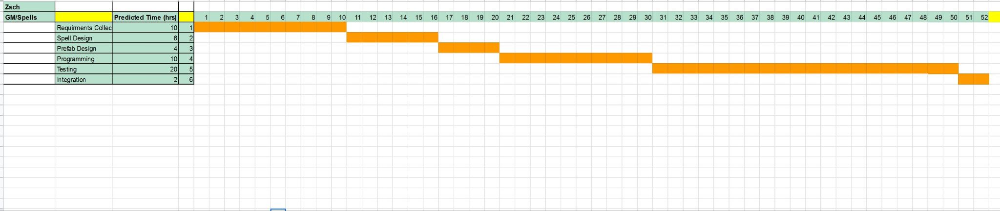 Zach
GM/Spells Predicted Time (hrs) 1 2 3 4 5 6 7 8 9 10 11 12 13 14 15 16 17 18 19 20 21 22 23 24 25 26 27 28 29 30 31 32 33 34 35 36 37 38 39 40 41 42 43 44 45 46 47 48 49 50 51 52
Requirments Collec 10 1
Spell Design 6 2
Prefab Design 4 3
Programming 10 4
Testing 20 5
Integration 2 6